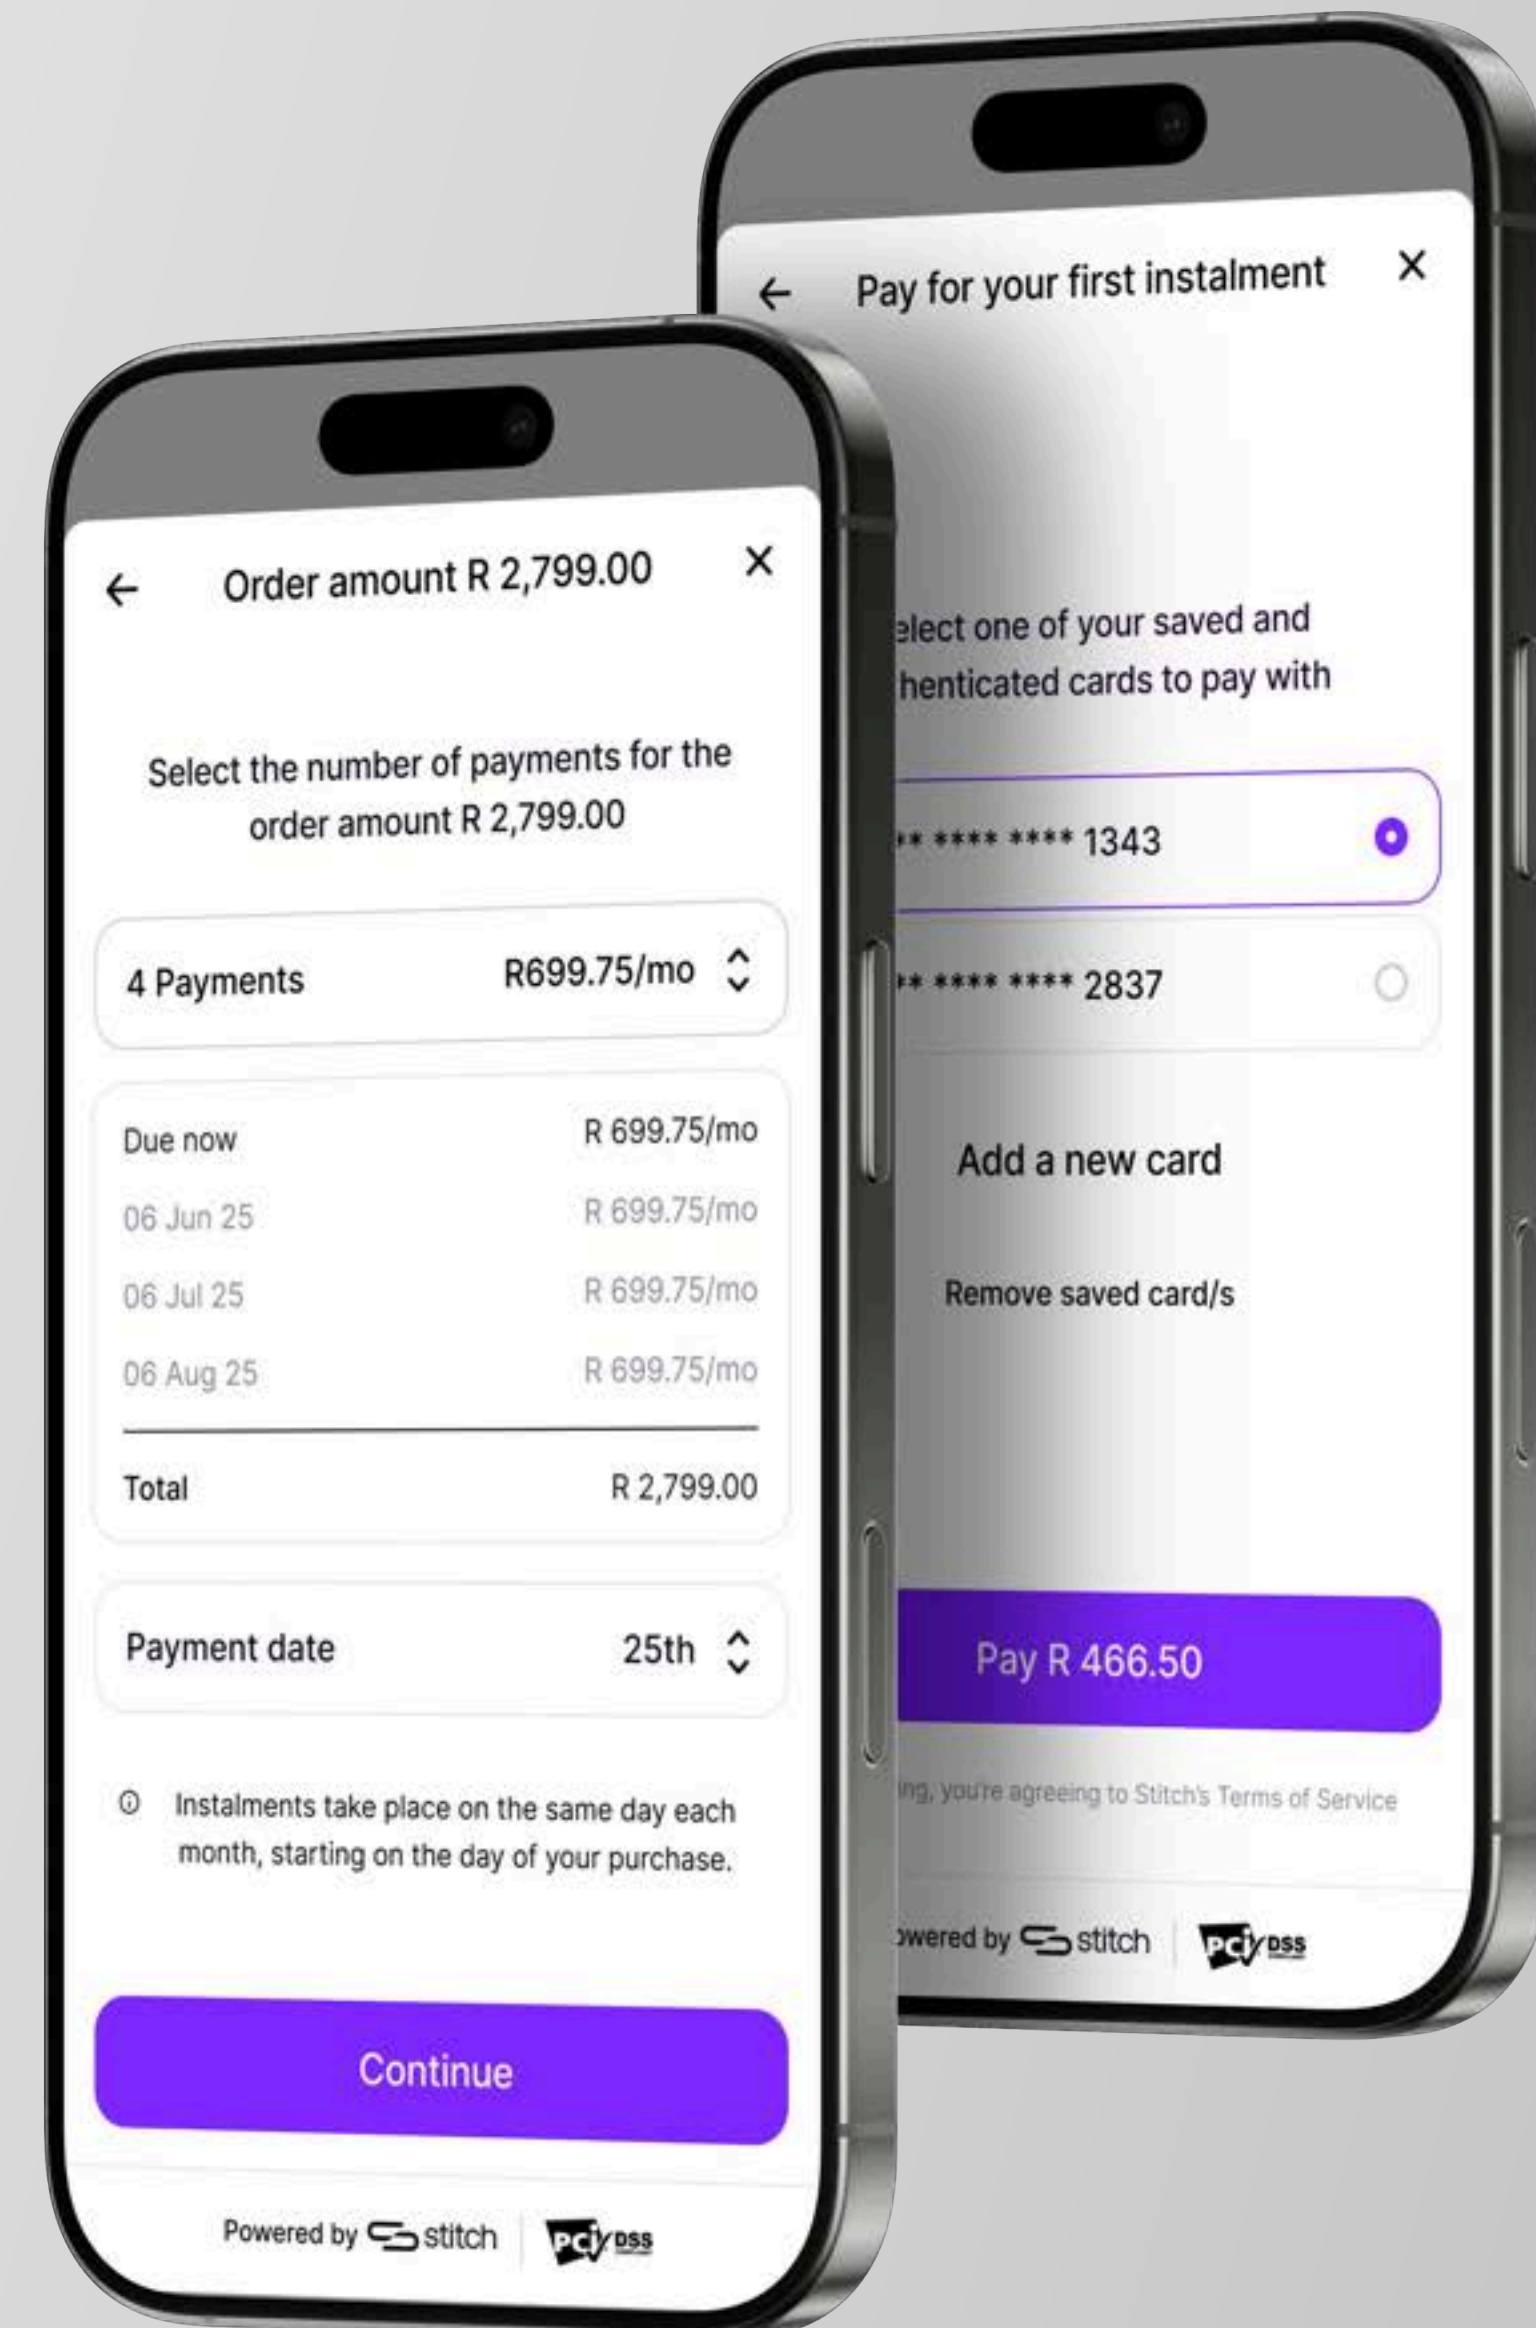 Order amount R 2,799.00
Select the number of payments for the
order amount R 2,799.00
4 Payments R699.75/mo
Due now R 699.75/mo
06 Jun 25 R 699.75/mo
06 Jul 25 R 699.75/mo
06 Aug 25 R 699.75/mo
Total R 2,799.00
Payment date 25th
Instalments take place on the same day each
month, starting on the day of your purchase.
Continue
Powered by stitch PCI DSS
Pay for your first instalment
elect one of your saved and
henticated cards to pay with
** **** **** 1343
** **** **** 2837
Add a new card
Remove saved card/s
Pay R 466.50
ing, you're agreeing to Stitch's Terms of Service
owered by stitch PCI DSS